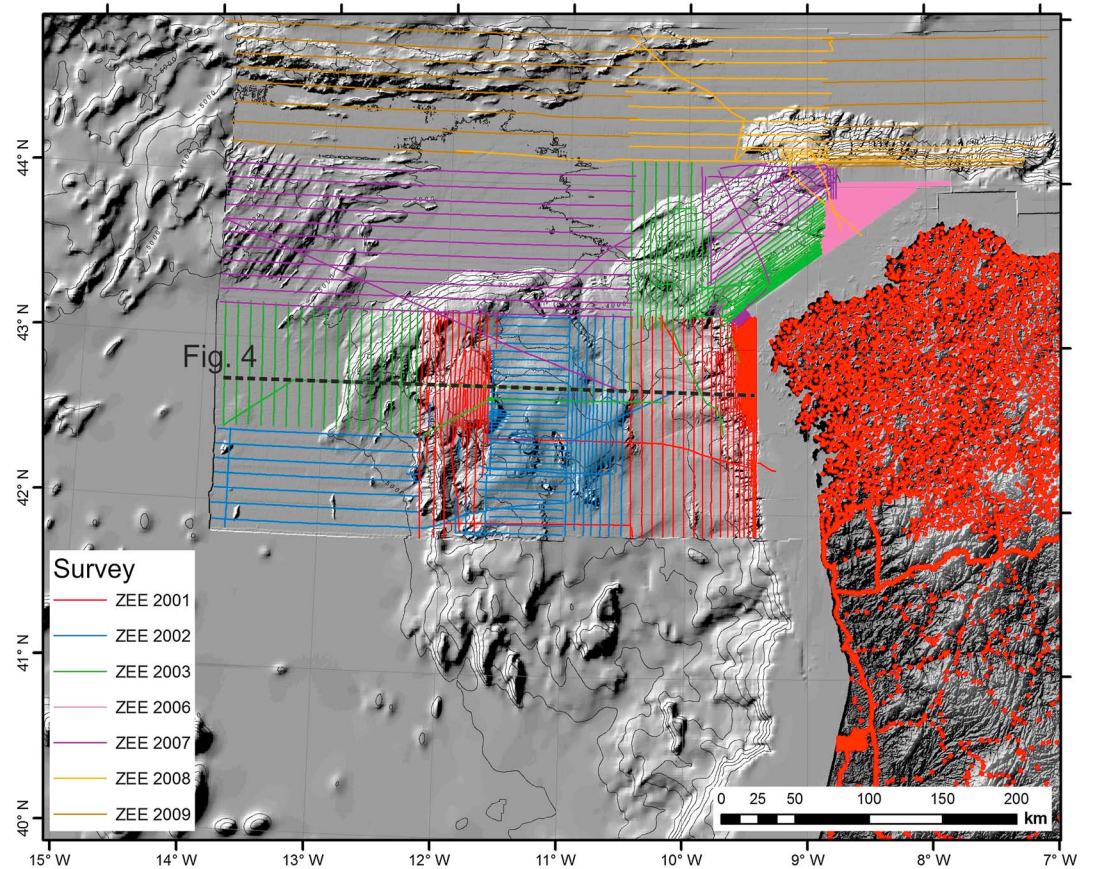 44° N
43° N
42° N
41° N
40° N
Fig. 4
Survey
ZEE 2001
ZEE 2002
ZEE 2003
ZEE 2006
ZEE 2007
ZEE 2008
ZEE 2009
0 25 50 100 150 200
km
15° W 14° W 13° W 12° W 11° W 10° W 9° W 8° W 7° W